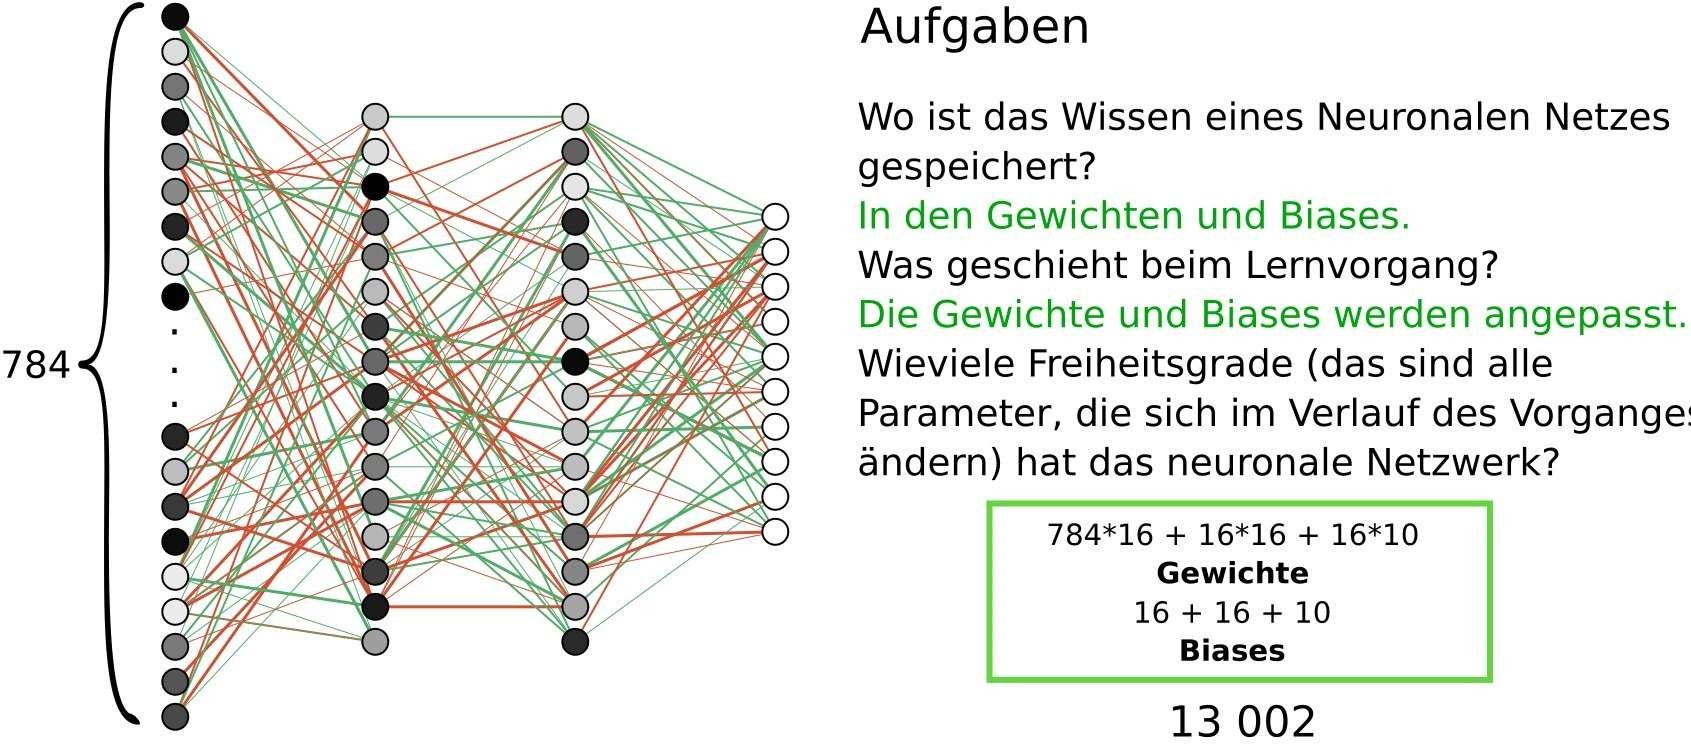 784
Aufgaben
Wo ist das Wissen eines Neuronalen Netzes
gespeichert?
In den Gewichten und Biases.
Was geschieht beim Lernvorgang?
Die Gewichte und Biases werden angepasst.
Wieviele Freiheitsgrade (das sind alle
Parameter, die sich im Verlauf des Vorganges
ändern) hat das neuronale Netzwerk?
784*16 + 16*16 + 16*10
Gewichte
16 + 16 + 10
Biases
13 002